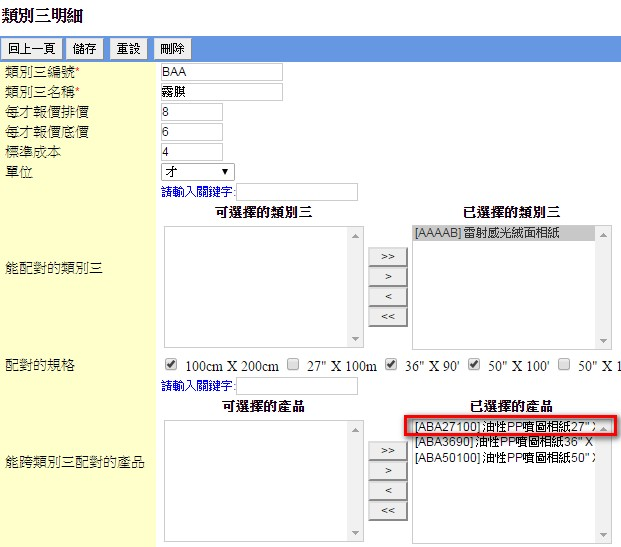 類別三明細
回上一頁 儲存 重設 刪除
類別三編號* BAA
類別三名稱* 霧膜
每才報價排價 8
每才報價底價 6
標準成本 4
單位 才
請輸入關鍵字:
可選擇的類別三 已選擇的類別三
能配對的類別三 >> > < << [AAAAB] 雷射感光絨面相紙
配對的規格 100cm X 200cm 27" X 100m 36" X 90' 50" X 100' 50" X 1
請輸入關鍵字:
可選擇的產品 已選擇的產品
能跨類別三配對的產品 >> > < <<
[ABA27100] 油性PP噴圖相紙27" X
[ABA3690] 油性PP噴圖相紙36" X
[ABA50100] 油性PP噴圖相紙50" X